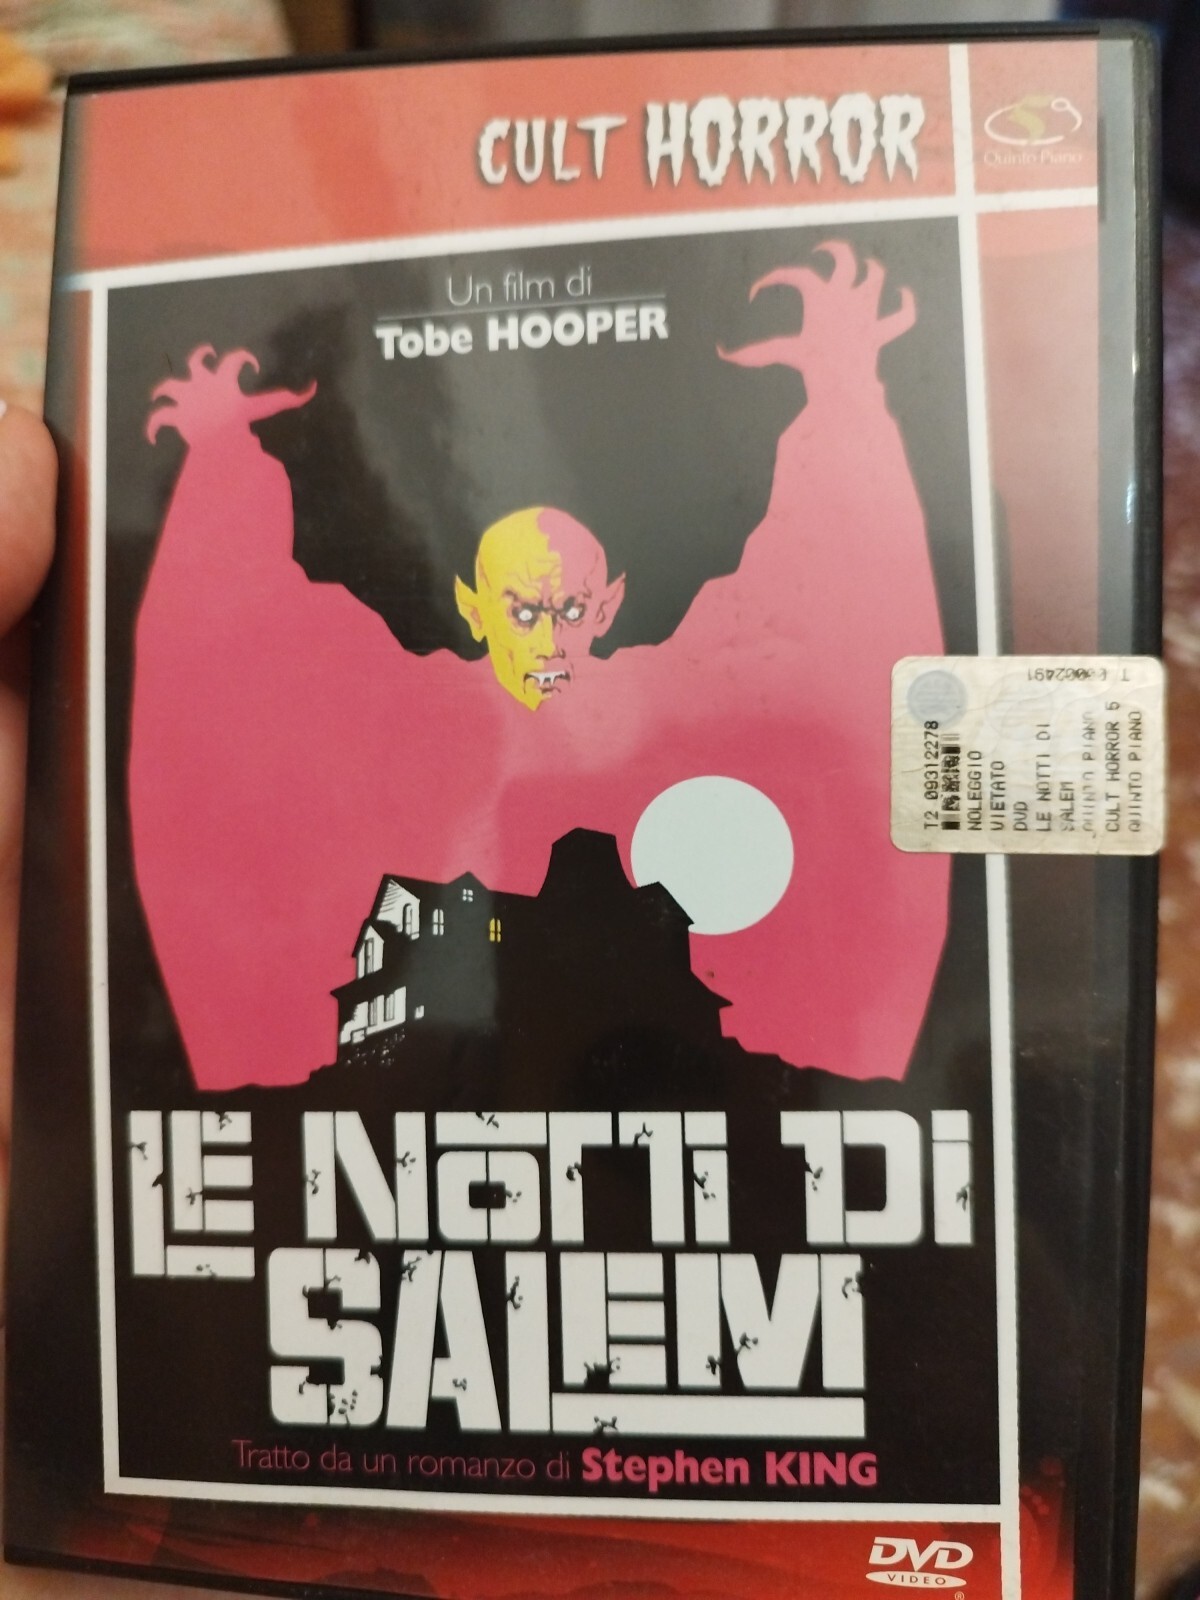 CULT HORROR
Quinto Piano
Un film di
Tobe HOOPER
T2 09312278
NOLEGGIO
VIETATO
DVD
LE NOTTI DI
SALEM
QUINTO PIANO
CULT HORROR 5
QUINTO PIANO
LE NOTTI DI
SALEM
Tratto da un romanzo di Stephen KING
DVD
VIDEO
®